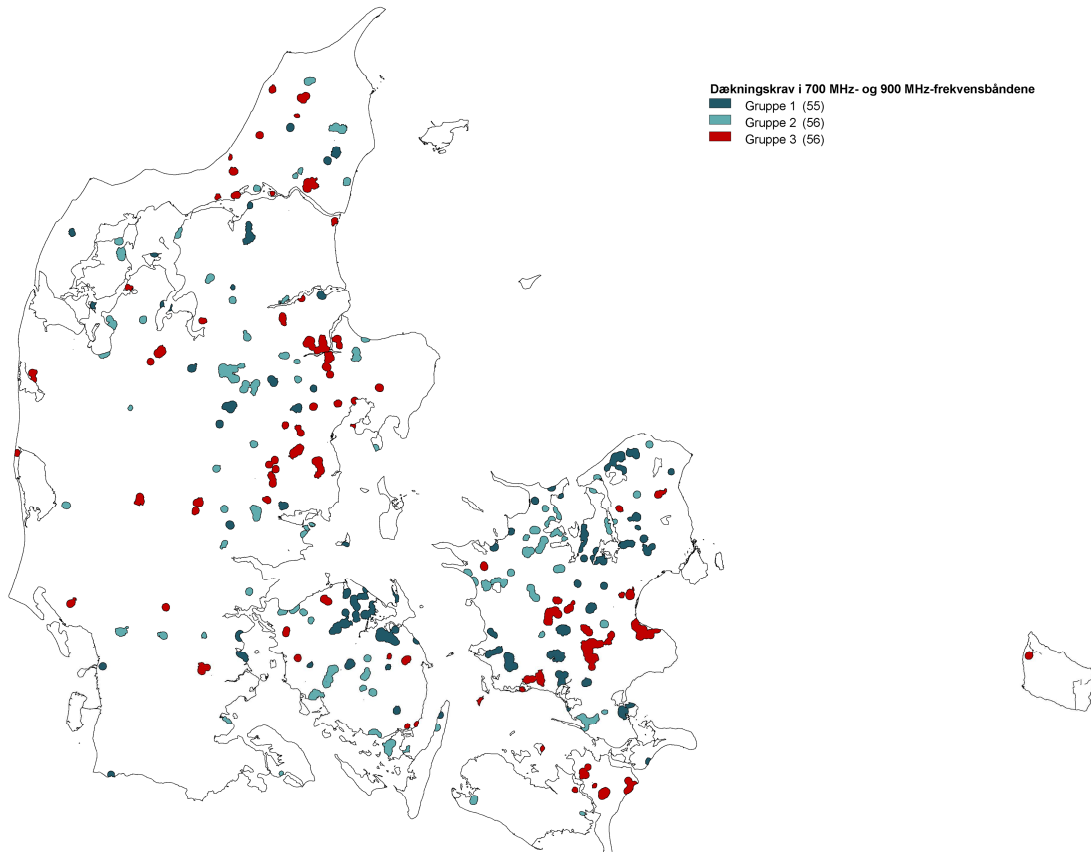 Dækningskrav i 700 MHz- og 900 MHz-frekvensbåndene
Gruppe 1 (55)
Gruppe 2 (56)
Gruppe 3 (56)